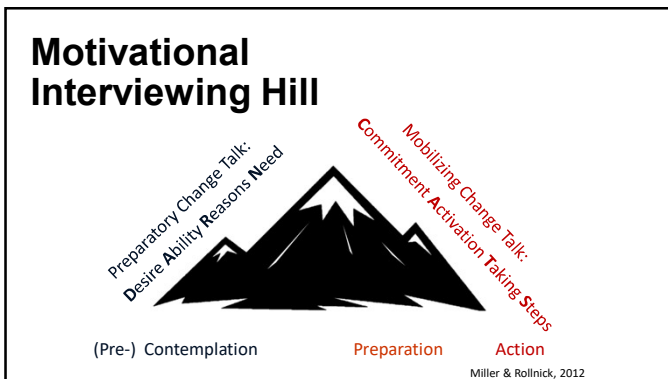 Motivational
Interviewing Hill
Preparatory Change Talk:
Desire Ability Reasons Need
Mobilizing Change Talk:
Commitment Activation Taking Steps
(Pre-) Contemplation
Preparation
Action
Miller & Rollnick, 2012